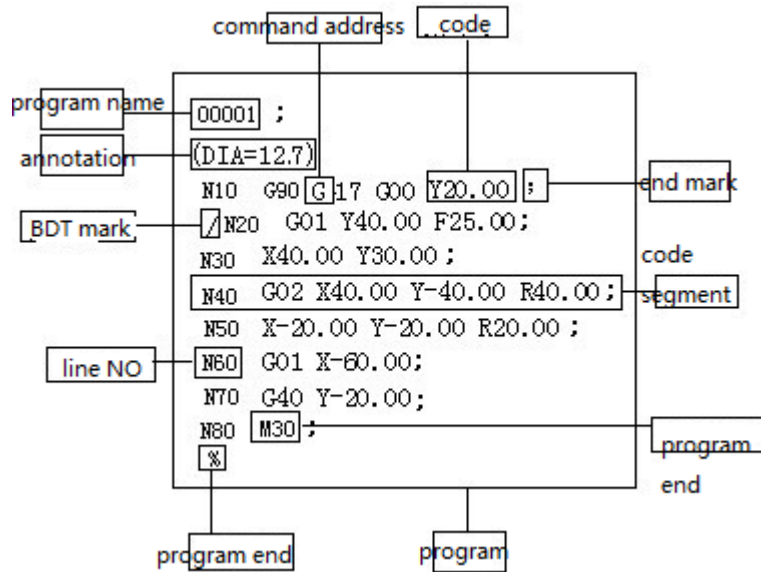 command address
code
program name
00001 ;
annotation
(DIA=12.7)
N10 G90 G 17 G00 Y20.00 ;
end mark
BDT mark
/N20 G01 Y40.00 F25.00;
N30 X40.00 Y30.00 ;
code
segment
N40 G02 X40.00 Y-40.00 R40.00;
N50 X-20.00 Y-20.00 R20.00 ;
line NO
N60 G01 X-60.00;
N70 G40 Y-20.00;
N80 M30 ;
program
end
%
program end
program